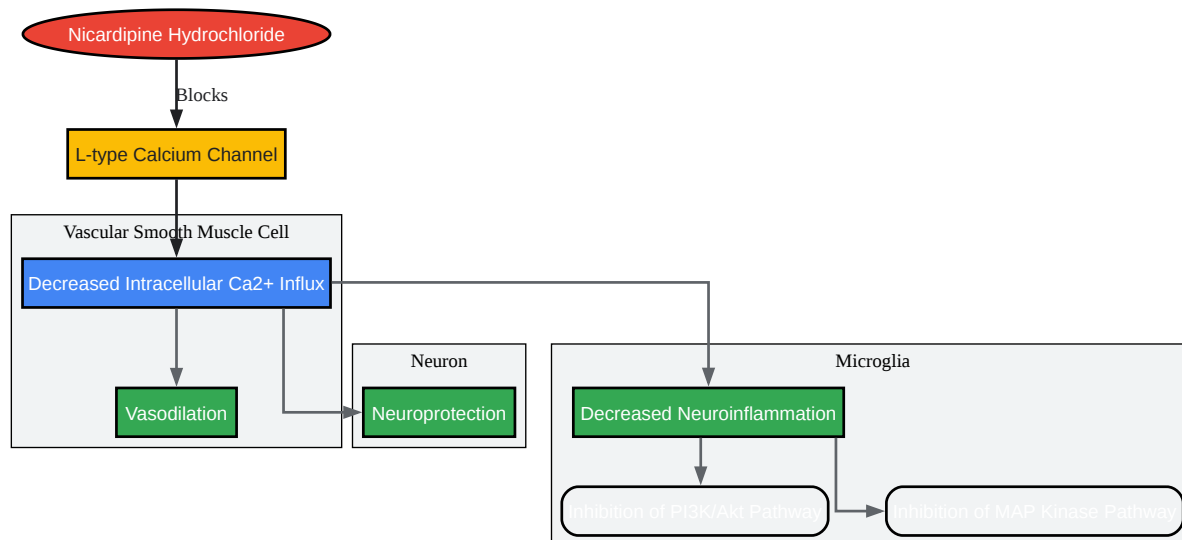 Nicardipine Hydrochloride
Blocks
L-type Calcium Channel
Vascular Smooth Muscle Cell
Decreased Intracellular Ca2+ Influx
Neuron
Microglia
Vasodilation
Neuroprotection
Decreased Neuroinflammation
Inhibition of PI3K/Akt Pathway
Inhibition of MAP Kinase Pathway